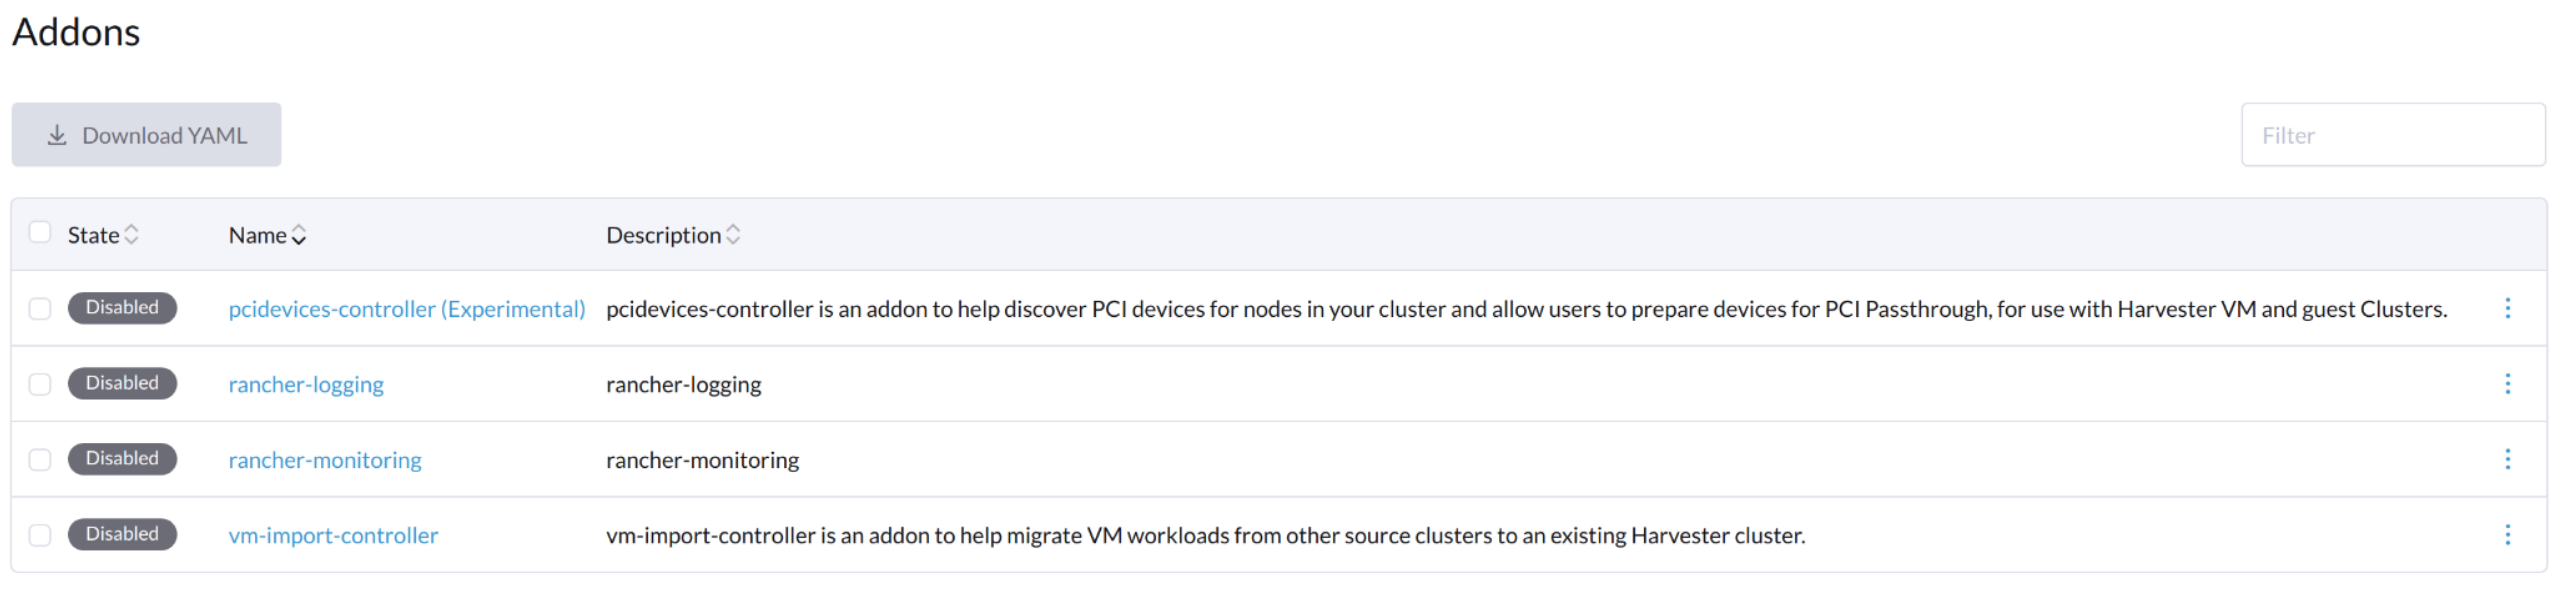 Addons
Download YAML
Filter
State Name Description
Disabled pcidevices-controller (Experimental) pcidevices-controller is an addon to help discover PCI devices for nodes in your cluster and allow users to prepare devices for PCI Passthrough, for use with Harvester VM and guest Clusters.
Disabled rancher-logging rancher-logging
Disabled rancher-monitoring rancher-monitoring
Disabled vm-import-controller vm-import-controller is an addon to help migrate VM workloads from other source clusters to an existing Harvester cluster.